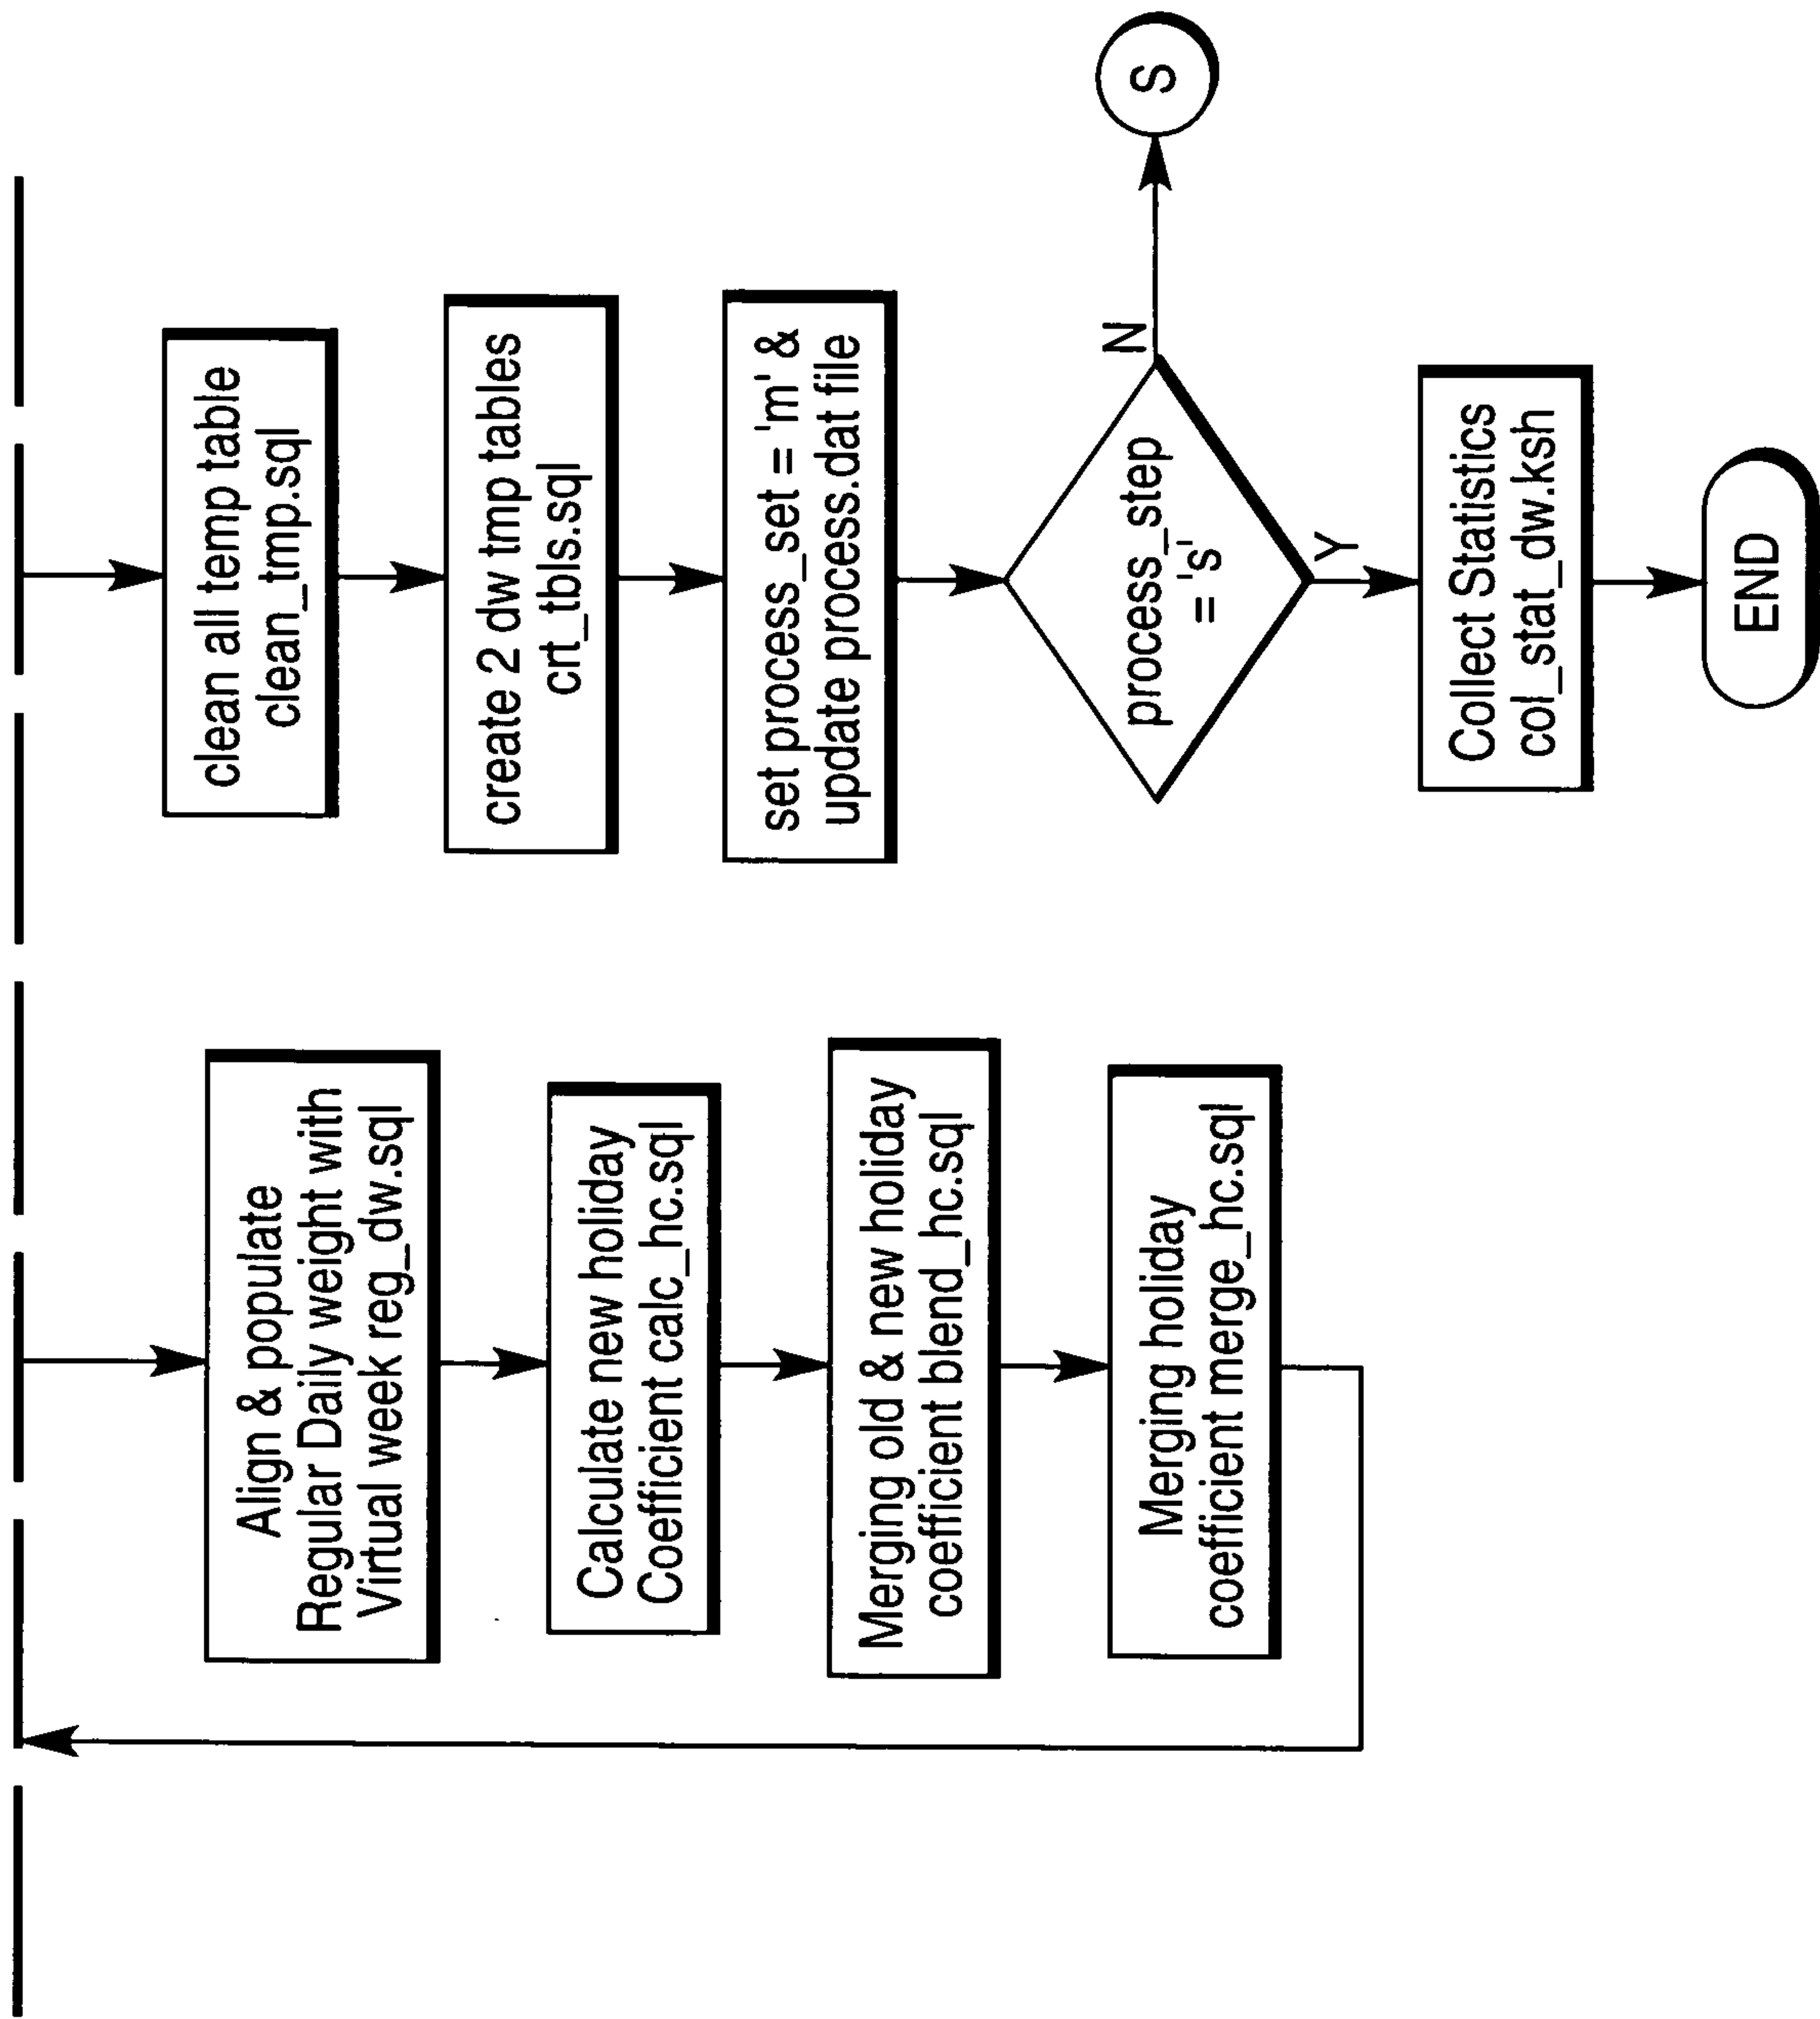 Align & populate
Regular Daily weight with
Virtual week reg_dw.sql
Calculate new holiday
Coefficient calc_hc.sql
Merging old & new holiday
coefficient blend_hc.sql
Merging holiday
coefficient merge_hc.sql
clean all temp table
clean_tmp.sql
create 2 dw tmp tables
crt_tbls.sql
set process_set = 'm' &
update process.dat file
process_step
= 's'
N
S
Y
Collect Statistics
col_stat_dw.ksh
END